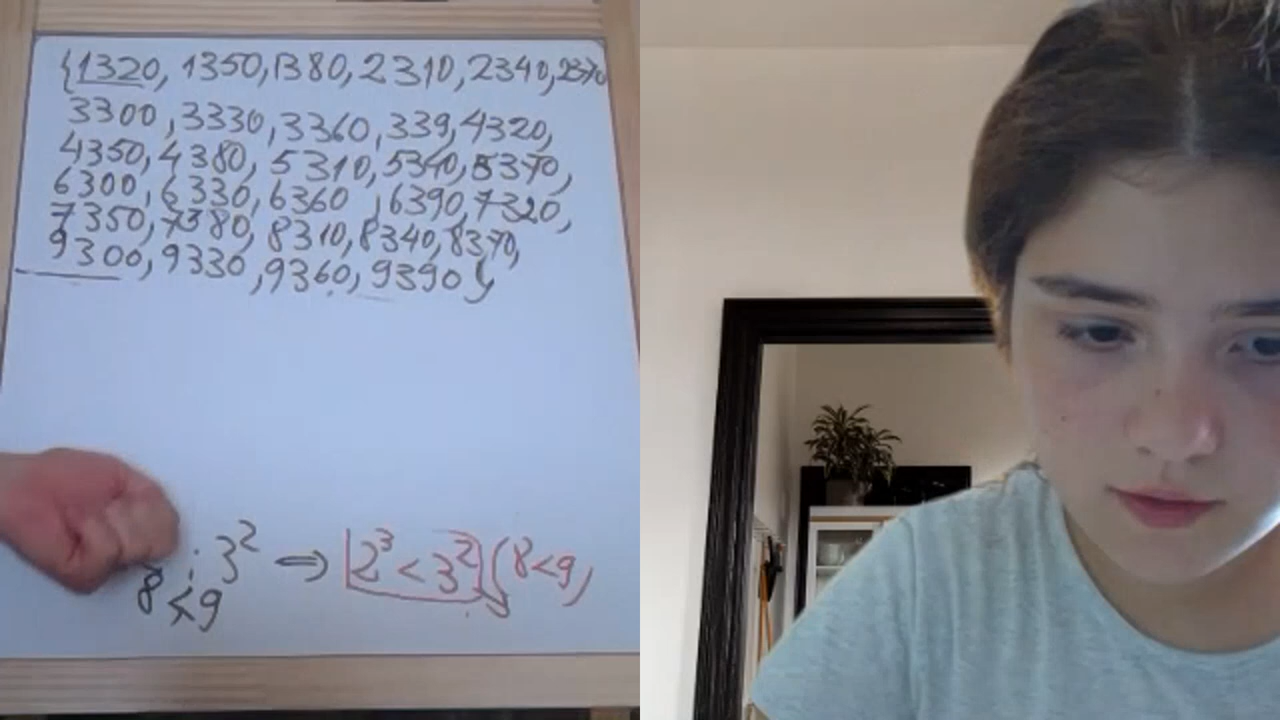 {1320, 1350, 1380, 2310, 2340, 2370
3300, 3330, 3360, 339, 4320,
4350, 4380, 5310, 5340, 5370,
6300, 6330, 6360, 6390, 7320,
7350, 7380, 8310, 8340, 8370,
9300, 9330, 9360, 9390}
: 3² ⇒ 2³ < 3² (8<9)
8 < 9